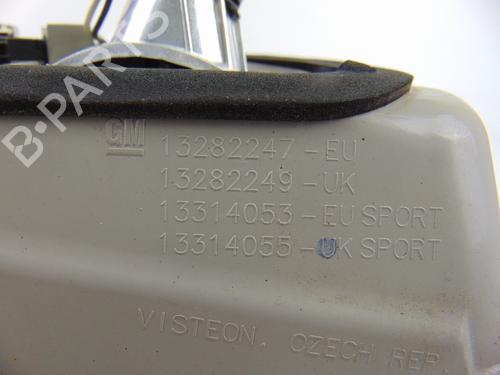 B-PARTS
GM
13282247-EU
13282249-UK
13314053-EU SPORT
13314055-UK SPORT
VISTEON, CZECH REP.